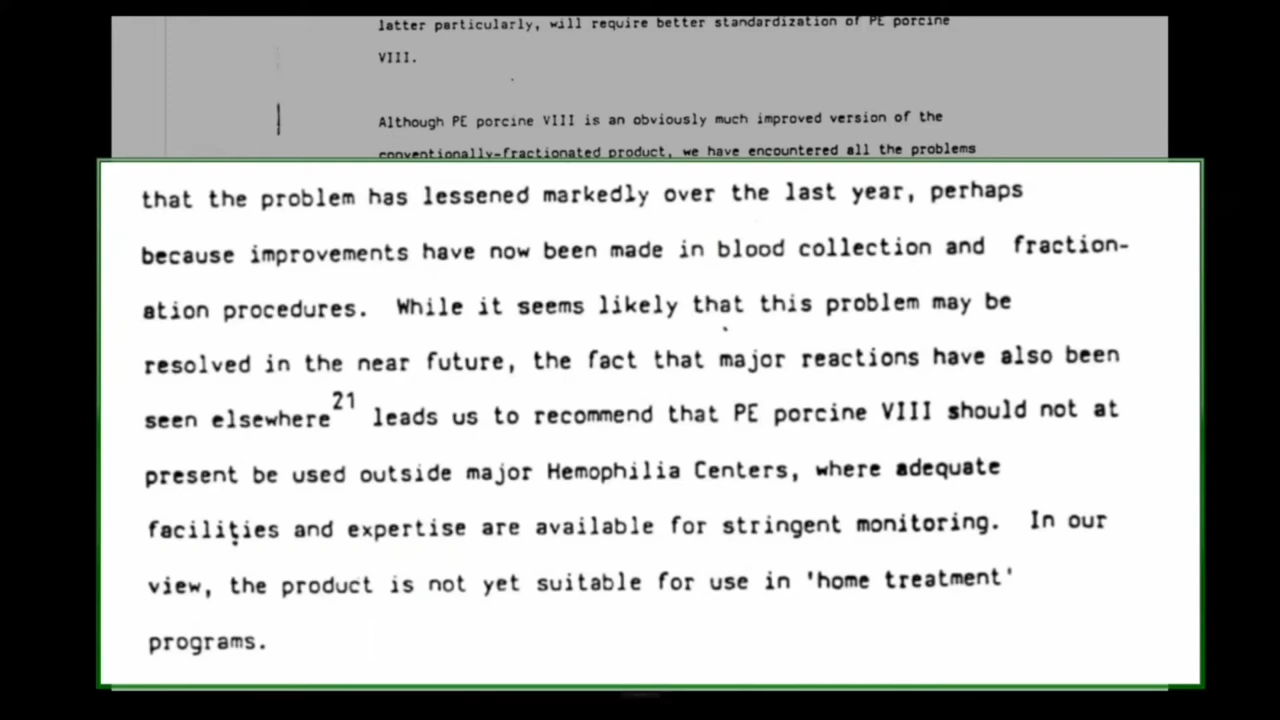 latter particularly, will require better standardization of PE porcine
VIII.
Although PE porcine VIII is an obviously much improved version of the
conventionally-fractionated product, we have encountered all the problems
that the problem has lessened markedly over the last year, perhaps
because improvements have now been made in blood collection and fraction-
ation procedures. While it seems likely that this problem may be
resolved in the near future, the fact that major reactions have also been
seen elsewhere21 leads us to recommend that PE porcine VIII should not at
present be used outside major Hemophilia Centers, where adequate
facilities and expertise are available for stringent monitoring. In our
view, the product is not yet suitable for use in 'home treatment'
programs.